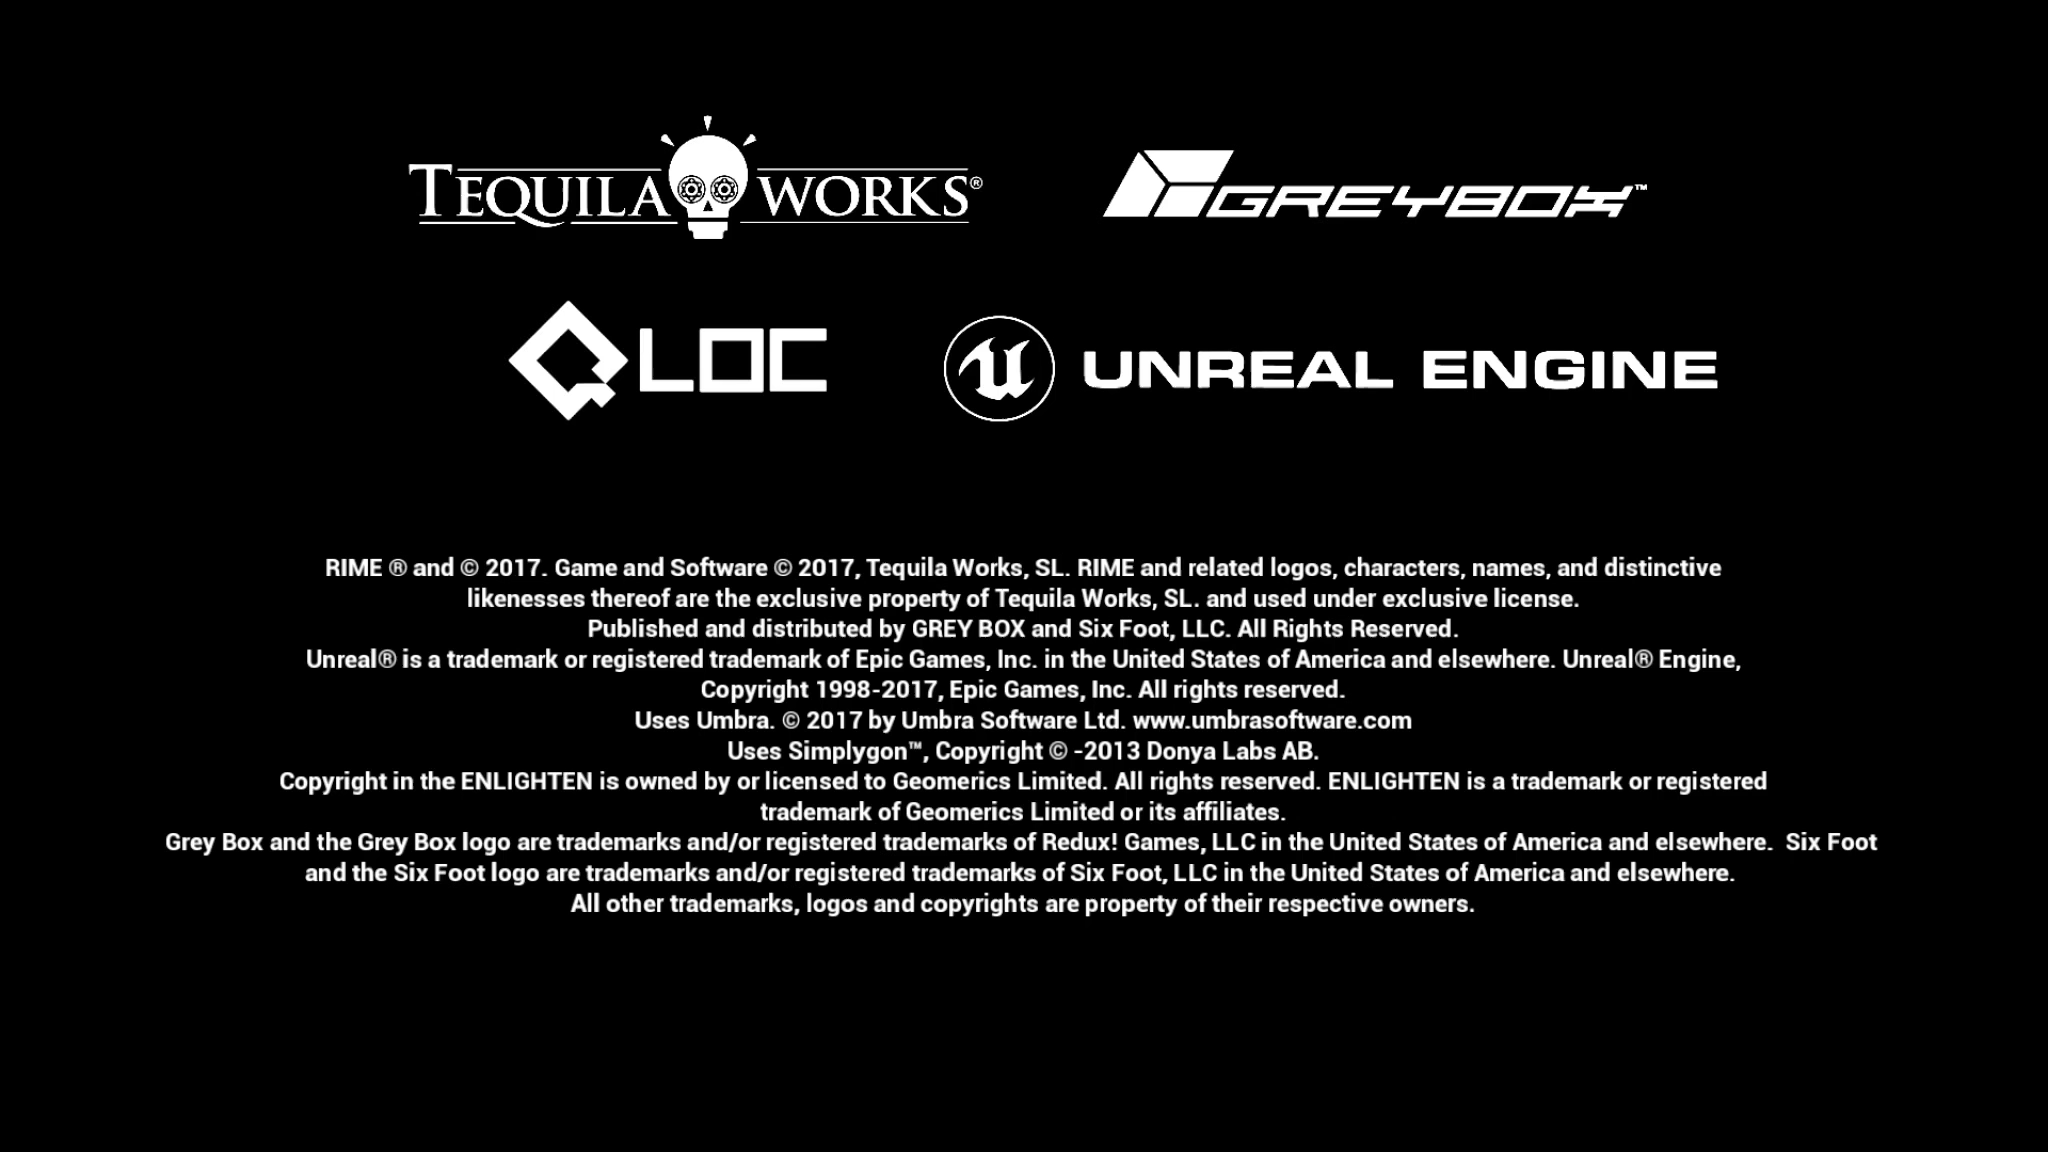 TEQUILA WORKS®
GREYBOX™
QLOC
UNREAL ENGINE
RIME ® and © 2017. Game and Software © 2017, Tequila Works, SL. RIME and related logos, characters, names, and distinctive
likenesses thereof are the exclusive property of Tequila Works, SL. and used under exclusive license.
Published and distributed by GREY BOX and Six Foot, LLC. All Rights Reserved.
Unreal® is a trademark or registered trademark of Epic Games, Inc. in the United States of America and elsewhere. Unreal® Engine,
Copyright 1998-2017, Epic Games, Inc. All rights reserved.
Uses Umbra. © 2017 by Umbra Software Ltd. www.umbrasoftware.com
Uses Simplygon™, Copyright © -2013 Donya Labs AB.
Copyright in the ENLIGHTEN is owned by or licensed to Geomerics Limited. All rights reserved. ENLIGHTEN is a trademark or registered
trademark of Geomerics Limited or its affiliates.
Grey Box and the Grey Box logo are trademarks and/or registered trademarks of Redux! Games, LLC in the United States of America and elsewhere.  Six Foot
and the Six Foot logo are trademarks and/or registered trademarks of Six Foot, LLC in the United States of America and elsewhere.
All other trademarks, logos and copyrights are property of their respective owners.